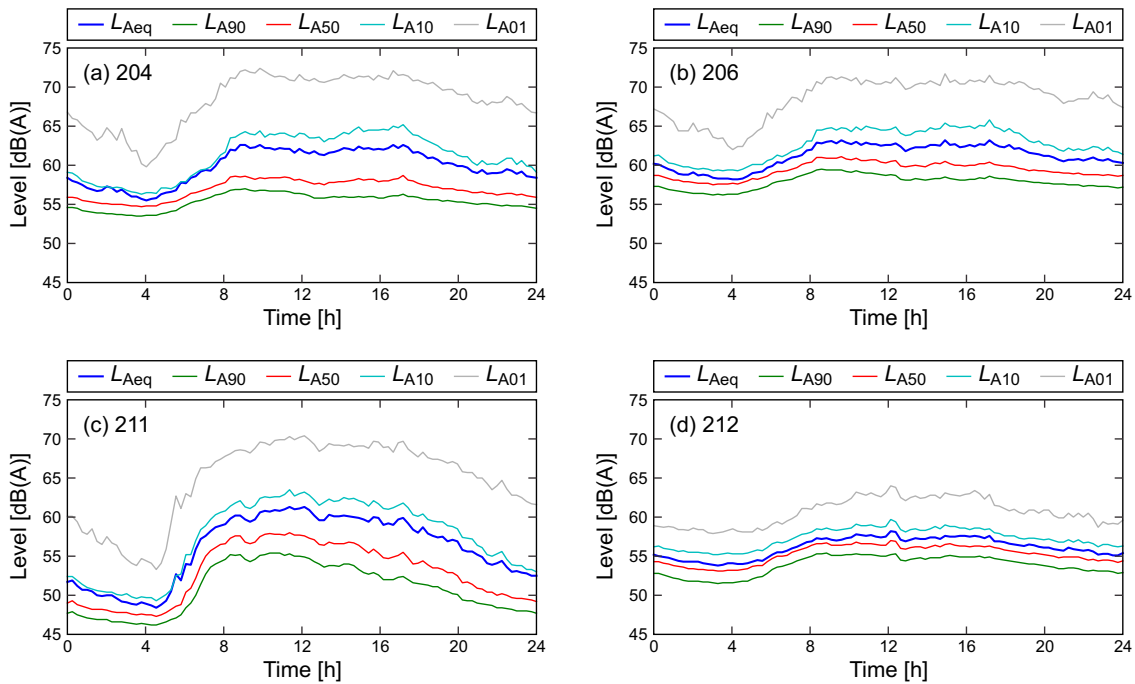 LAeq LA90 LA50 LA10 LA01
LAeq LA90 LA50 LA10 LA01
75
70
65
60
55
50
45
Level [dB(A)]
(a) 204
0 4 8 12 16 20 24
Time [h]
75
70
65
60
55
50
45
Level [dB(A)]
(b) 206
0 4 8 12 16 20 24
Time [h]
LAeq LA90 LA50 LA10 LA01
LAeq LA90 LA50 LA10 LA01
75
70
65
60
55
50
45
Level [dB(A)]
(c) 211
0 4 8 12 16 20 24
Time [h]
75
70
65
60
55
50
45
Level [dB(A)]
(d) 212
0 4 8 12 16 20 24
Time [h]